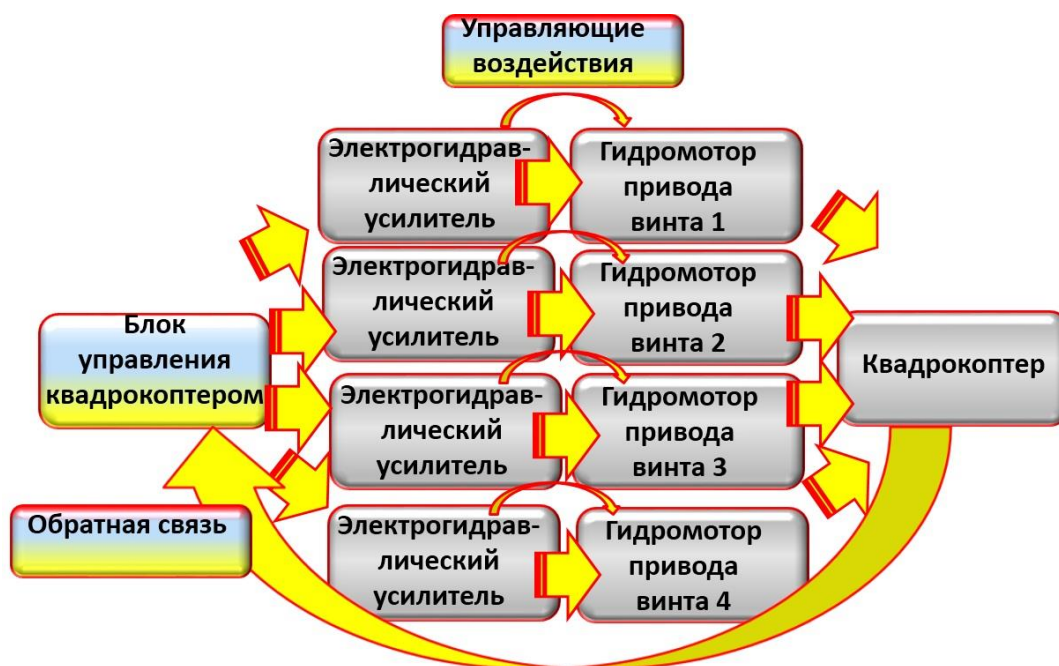 Управляющие
воздействия
Электрогидрав-
лический
усилитель
Гидромотор
привода
винта 1
Электрогидрав-
лический
усилитель
Гидромотор
привода
винта 2
Блок
управления
квадрокоптером
Квадрокоптер
Электрогидрав-
лический
усилитель
Гидромотор
привода
винта 3
Обратная связь
Электрогидрав-
лический
усилитель
Гидромотор
привода
винта 4